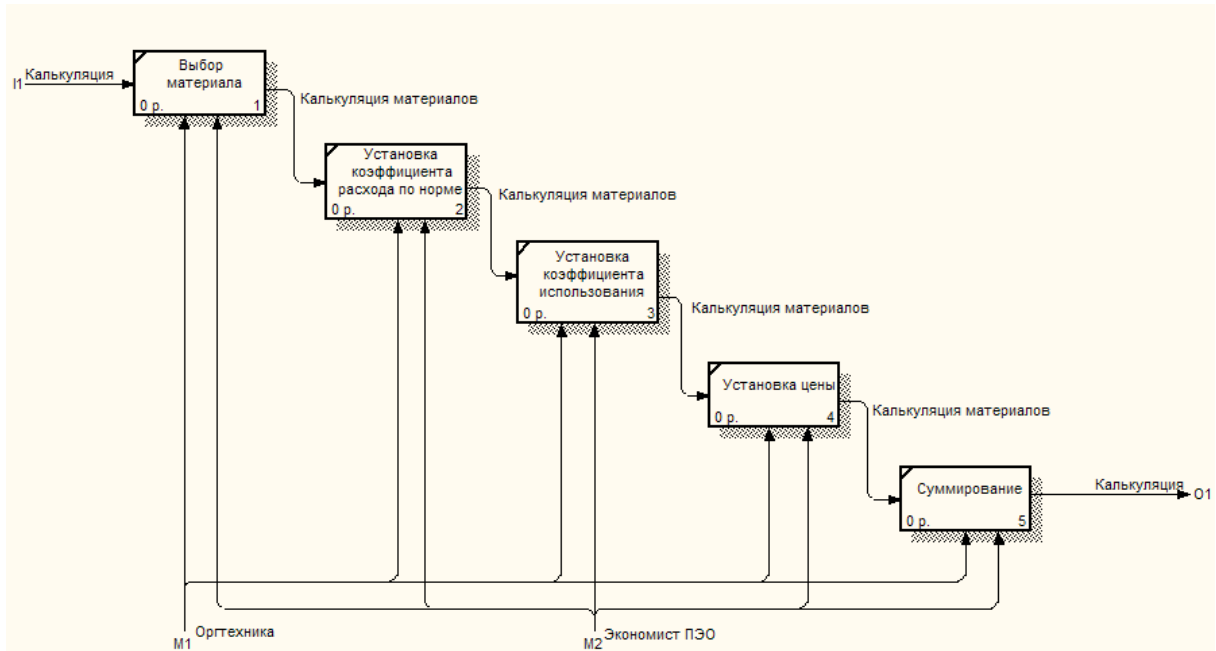 I1 Калькуляция
Выбор
материала
0 р. 1
Калькуляция материалов
Установка
коэффициента
расхода по норме
0 р. 2
Калькуляция материалов
Установка
коэффициента
использования
0 р. 3
Калькуляция материалов
Установка цены
0 р. 4
Калькуляция материалов
Суммирование
0 р. 5
Калькуляция O1
M1 Оргтехника
M2 Экономист ПЭО